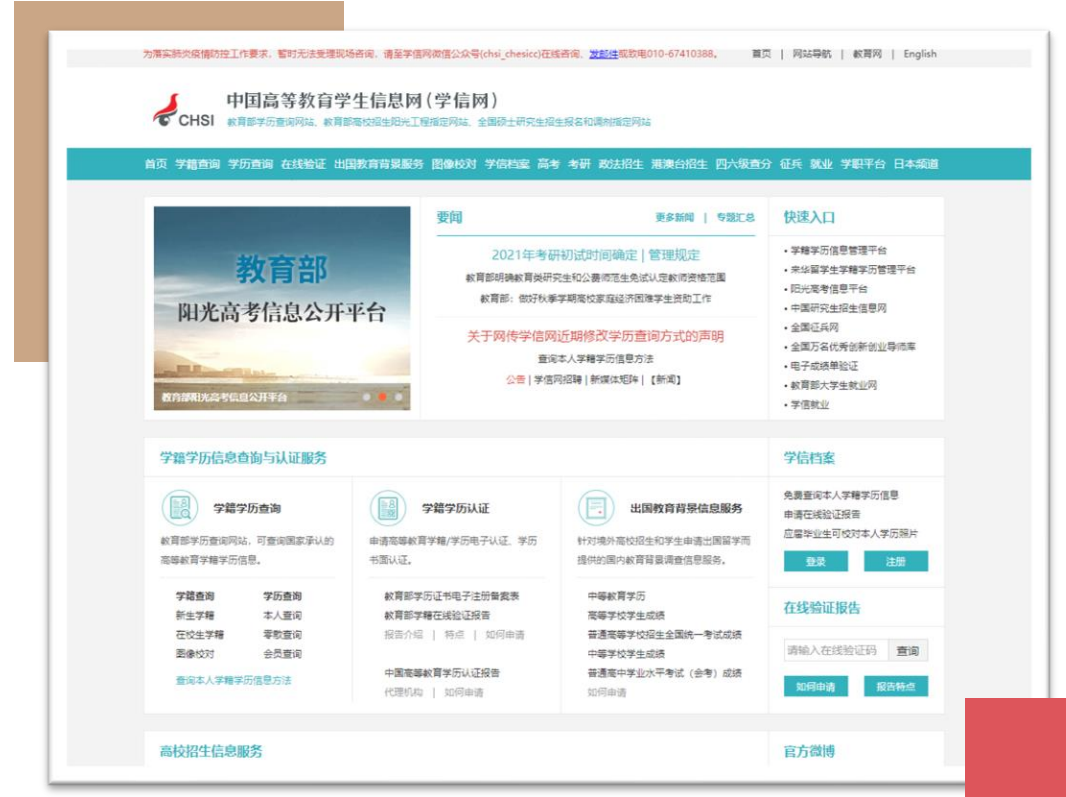 为落实肺炎疫情防控工作要求，暂时无法受理现场咨询，请至学信网微信公众号(chsi_chesicc)在线咨询、发邮件或致电010-67410388。 首页 | 网站导航 | 教育网 | English
CHSI
中国高等教育学生信息网(学信网)
教育部学历查询网站、教育部高校招生阳光工程指定网站、全国硕士研究生招生报名和调剂指定网站
首页 学籍查询 学历查询 在线验证 出国教育背景服务 图像校对 学信档案 高考 考研 政法招生 港澳台招生 四六级查分 征兵 就业 学职平台 日本频道
教育部
阳光高考信息公开平台
教育部阳光高考信息公开平台
要闻 更多新闻 | 专题汇总
2021年考研初试时间确定 | 管理规定
教育部明确教育类研究生和公费师范生免试认定教师资格范围
教育部：做好秋季学期高校家庭经济困难学生资助工作
关于网传学信网近期修改学历查询方式的声明
查询本人学籍学历信息方法
公告 | 学信网招聘 | 新媒体矩阵 | 【新闻】
快速入口
• 学籍学历信息管理平台
• 来华留学生学籍学历管理平台
• 阳光高考信息平台
• 中国研究生招生信息网
• 全国征兵网
• 全国万名优秀创新创业导师库
• 电子成绩单验证
• 教育部大学生就业网
• 学信就业
学籍学历信息查询与认证服务
学籍学历查询
教育部学历查询网站，可查询国家承认的
高等教育学籍学历信息。
学籍查询 学历查询
新生学籍 本人查询
在校生学籍 零散查询
图像校对 会员查询
查询本人学籍学历信息方法
学籍学历认证
申请高等教育学籍/学历电子认证、学历
书面认证。
教育部学历证书电子注册备案表
教育部学籍在线验证报告
报告介绍 | 特点 | 如何申请
中国高等教育学历认证报告
代理机构 | 如何申请
出国教育背景信息服务
针对境外高校招生和学生申请出国留学而
提供的国内教育背景调查信息服务。
中等教育学历
高等学校学生成绩
普通高等学校招生全国统一考试成绩
中等学校学生成绩
普通高中学业水平考试（会考）成绩
如何申请
学信档案
免费查询本人学籍学历信息
申请在线验证报告
应届毕业生可校对本人学历照片
登录 注册
在线验证报告
请输入在线验证码 查询
如何申请 报告特点
高校招生信息服务
官方微博